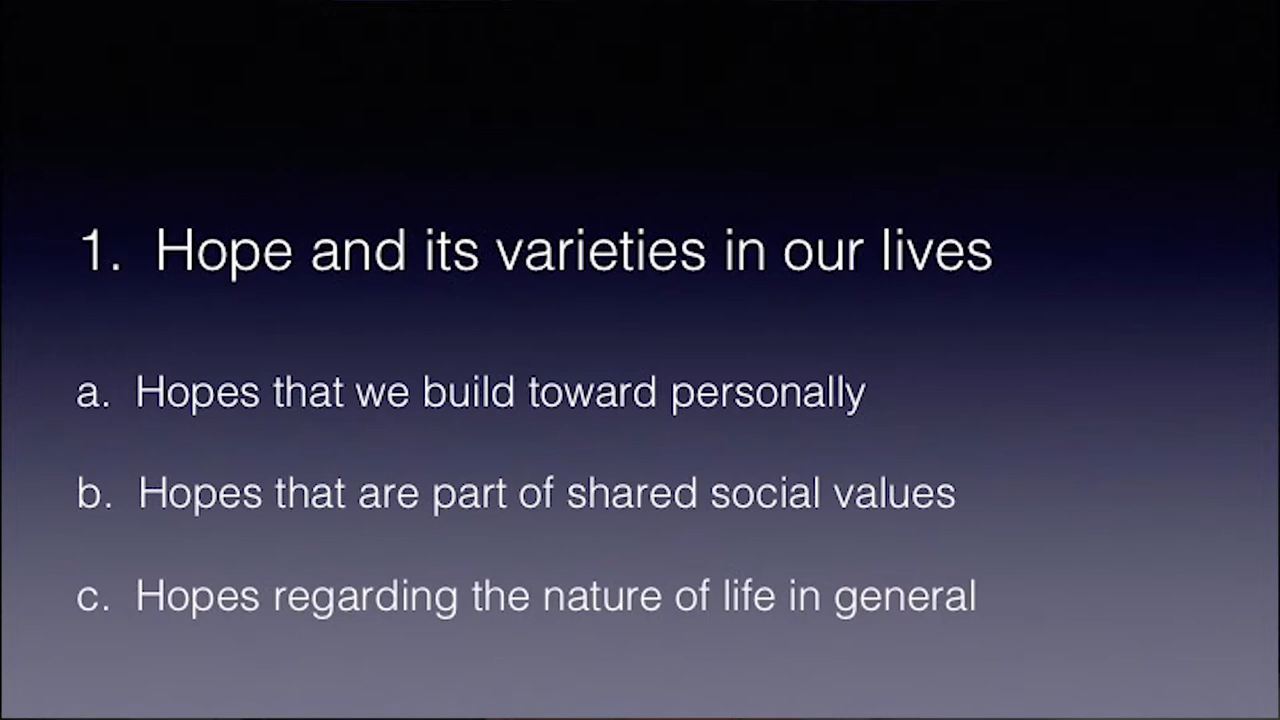 1. Hope and its varieties in our lives
a. Hopes that we build toward personally
b. Hopes that are part of shared social values
c. Hopes regarding the nature of life in general